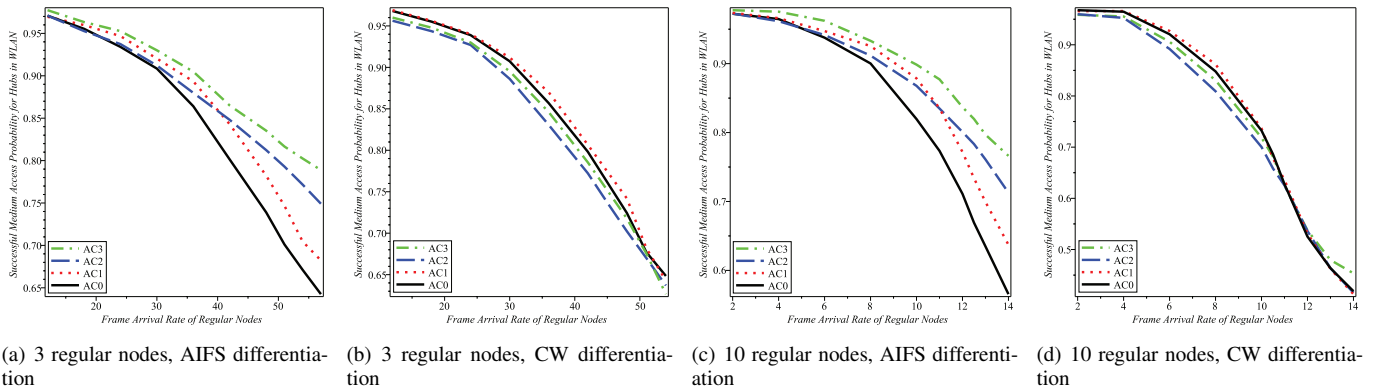 Successful Medium Access Probability for Hubs in WLAN
0.95
0.90
0.85
0.80
0.75
0.70
0.65
AC3
AC2
AC1
AC0
20
30
40
50
Frame Arrival Rate of Regular Nodes
(a) 3 regular nodes, AIFS differentia-
tion
Successful Medium Access Probability for Hubs in WLAN
0.95
0.90
0.85
0.80
0.75
0.70
0.65
AC3
AC2
AC1
AC0
20
30
40
50
Frame Arrival Rate of Regular Nodes
(b) 3 regular nodes, CW differentia-
tion
Successful Medium Access Probability for Hubs in WLAN
0.9
0.8
0.7
0.6
AC3
AC2
AC1
AC0
2
4
6
8
10
12
14
Frame Arrival Rate of Regular Nodes
(c) 10 regular nodes, AIFS differenti-
ation
Successful Medium Access Probability for Hubs in WLAN
0.9
0.8
0.7
0.6
0.5
AC3
AC2
AC1
AC0
2
4
6
8
10
12
14
Frame Arrival Rate of Regular Nodes
(d) 10 regular nodes, CW differentia-
tion